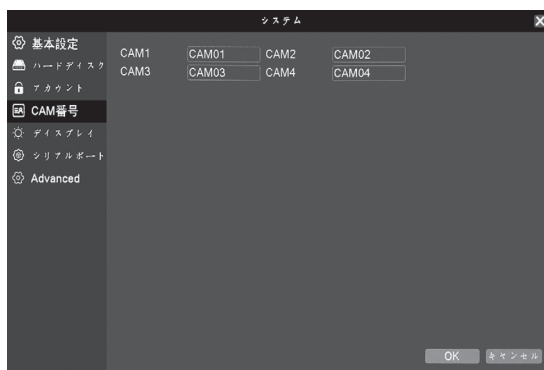 システム
基本設定
ハードディスク
アカウント
CAM番号
ディスプレイ
シリアルポート
Advanced
CAM1 CAM01 CAM2 CAM02
CAM3 CAM03 CAM4 CAM04
OK キャンセル